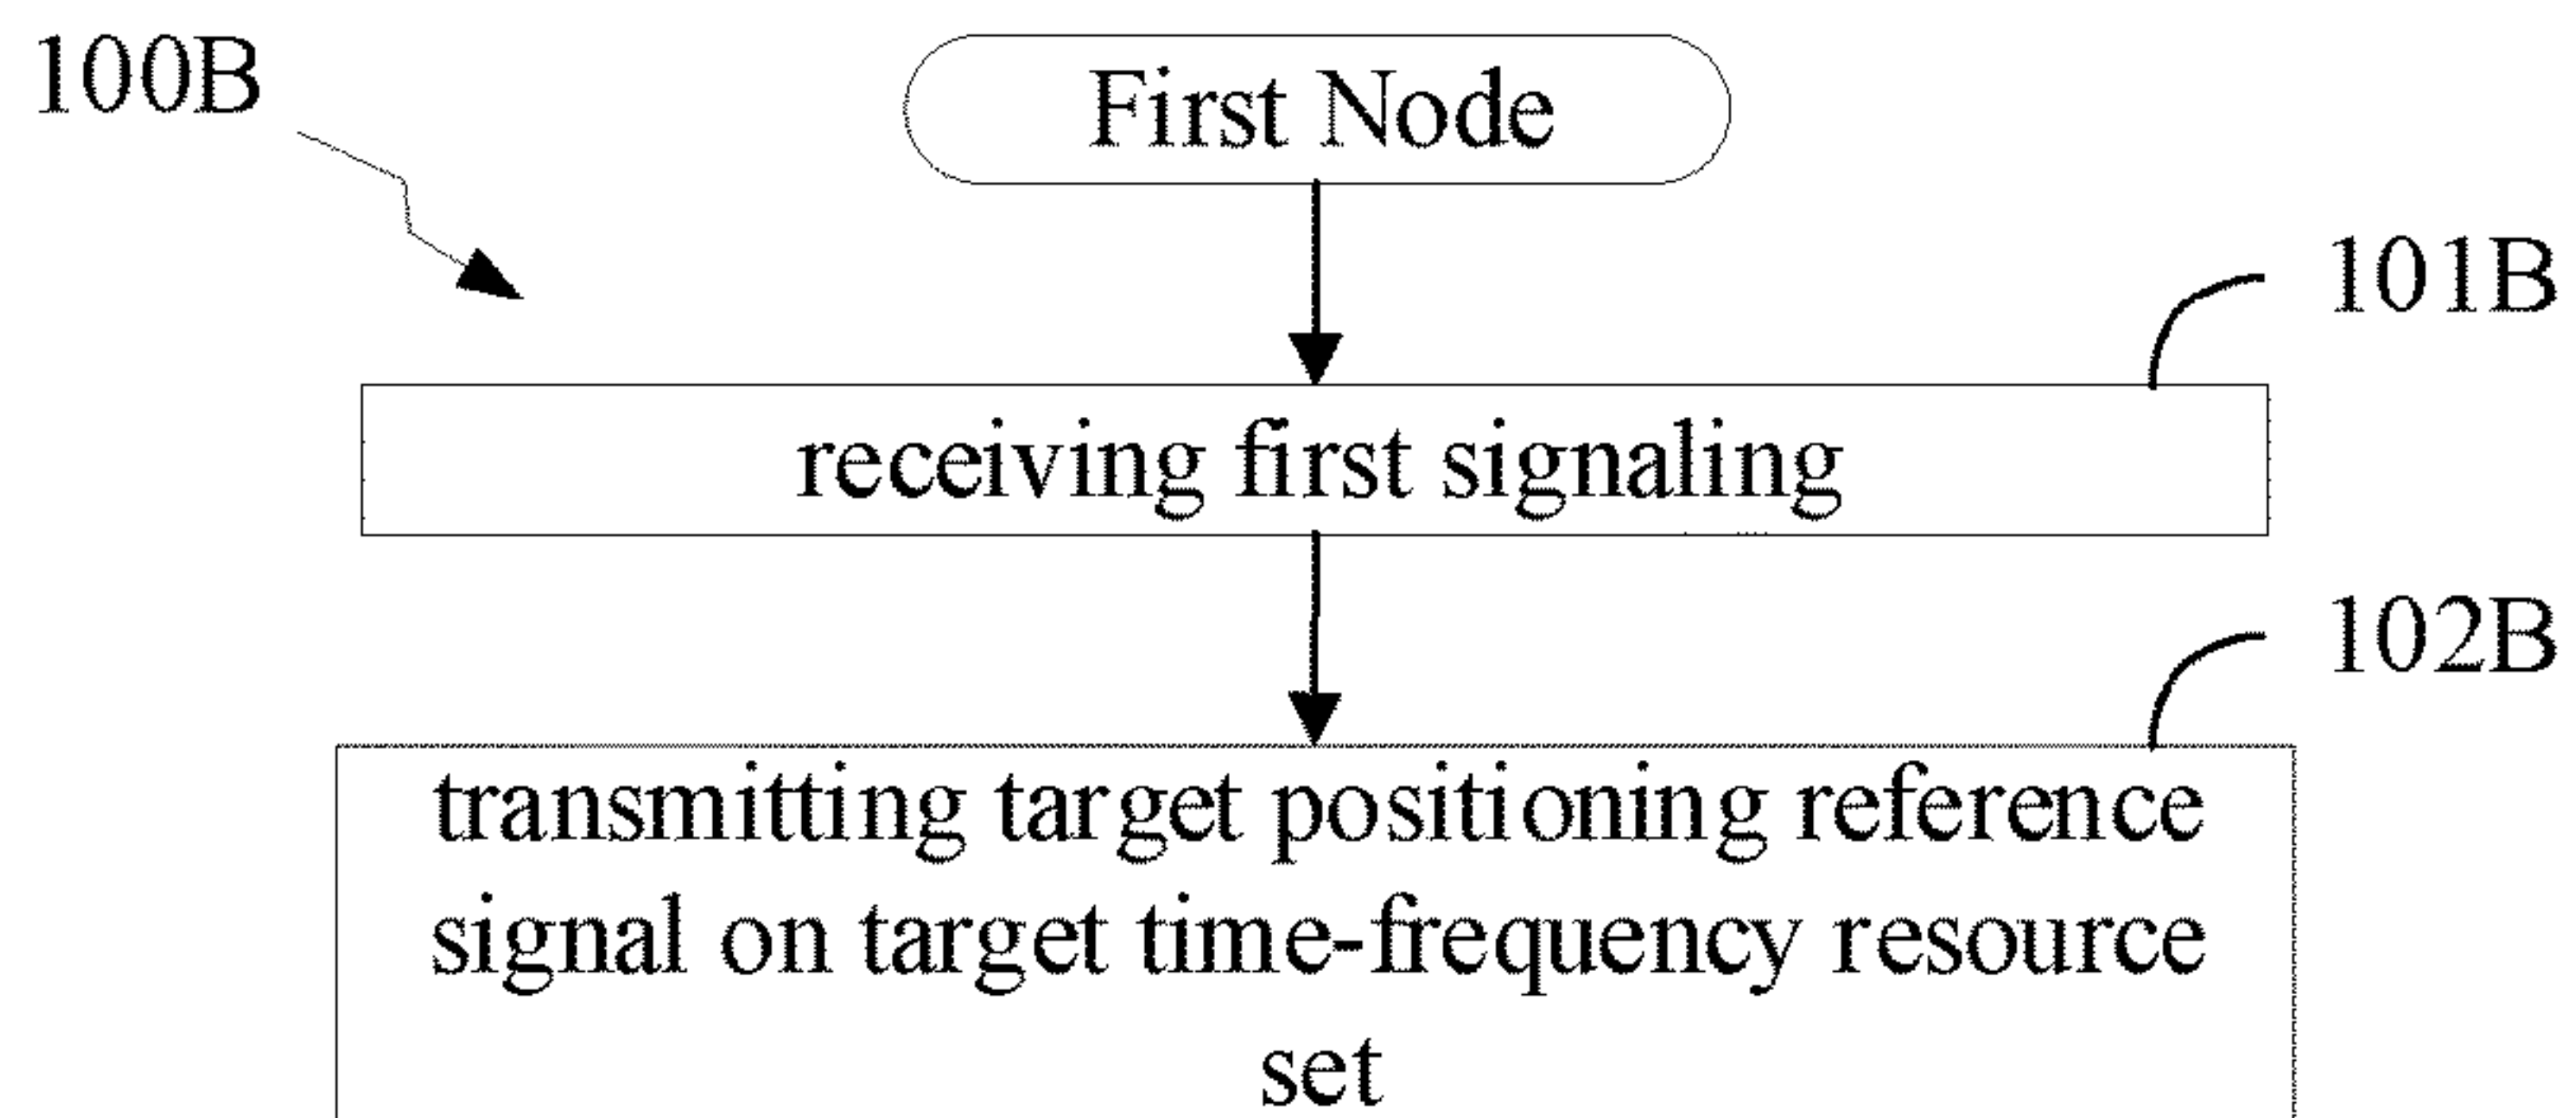 100B
First Node
101B
receiving first signaling
102B
transmitting target positioning reference
signal on target time-frequency resource
set